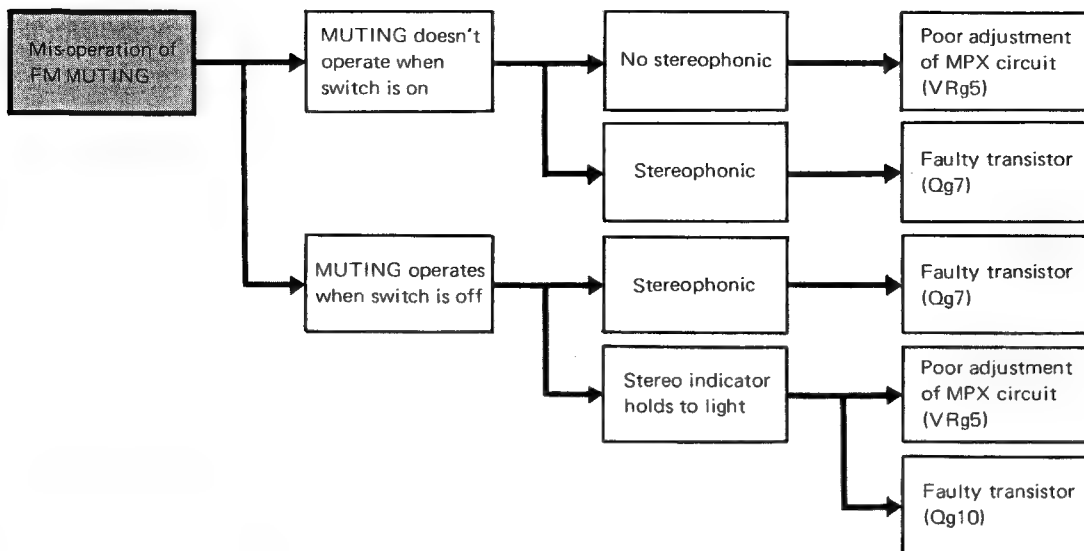 Mis-operation of
FM MUTING
MUTING doesn't
operate when
switch is on
No stereophonic
Poor adjustment
of MPX circuit
(VRg5)
Stereophonic
Faulty transistor
(Qg7)
MUTING operates
when switch is off
Stereophonic
Faulty transistor
(Qg7)
Stereo indicator
holds to light
Poor adjustment
of MPX circuit
(VRg5)
Faulty transistor
(Qg10)